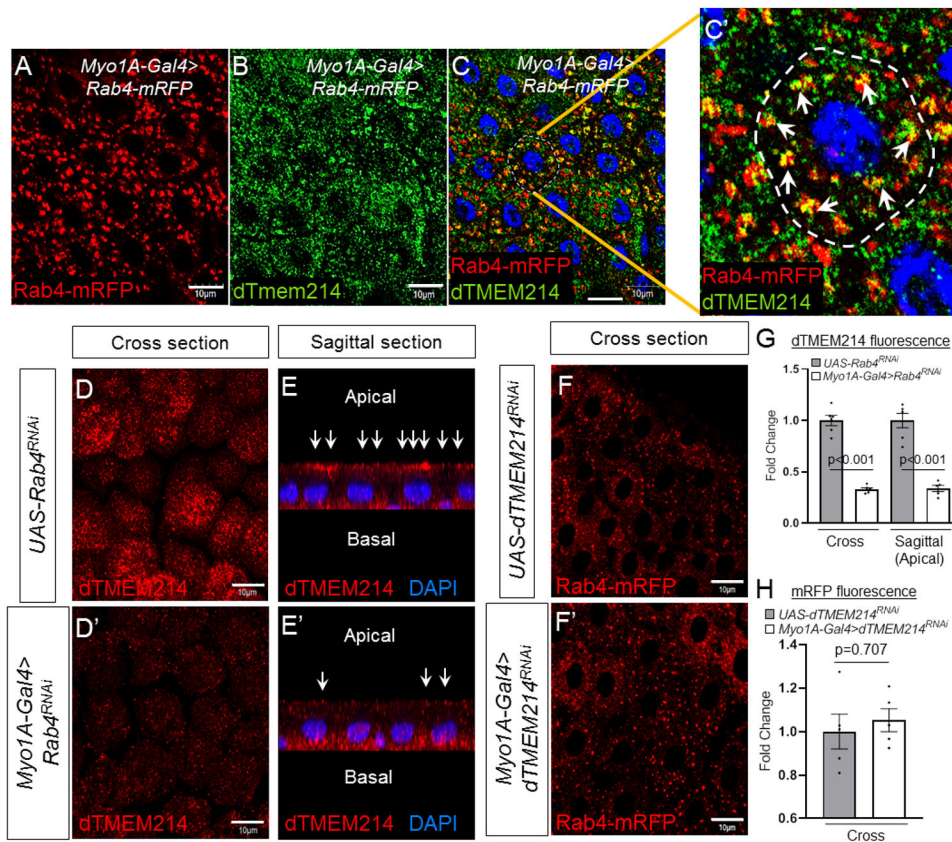 A
Myo1A-Gal4>
Rab4-mRFP
Rab4-mRFP
10μm
B
Myo1A-Gal4>
Rab4-mRFP
dTmem214
10μm
C
Myo1A-Gal4>
Rab4-mRFP
Rab4-mRFP
dTMEM214
10μm
C'
Rab4-mRFP
dTMEM214
Cross section
Sagittal section
Cross section
UAS-Rab4RNAi
D
dTMEM214
10μm
E
Apical
Basal
dTMEM214 DAPI
UAS-dTMEM214RNAi
F
Rab4-mRFP
10μm
Myo1A-Gal4>
Rab4RNAi
D'
dTMEM214
10μm
E'
Apical
Basal
dTMEM214 DAPI
Myo1A-Gal4>
dTMEM214RNAi
F'
Rab4-mRFP
10μm
G
dTMEM214 fluorescence
UAS-Rab4RNAi
Myo1A-Gal4>Rab4RNAi
Fold Change
1.5
1.0
0.5
0.0
p<0.001
p<0.001
Cross
Sagittal
(Apical)
H
mRFP fluorescence
UAS-dTMEM214RNAi
Myo1A-Gal4>dTMEM214RNAi
p=0.707
Fold Change
1.4
1.2
1.0
0.8
0.6
Cross